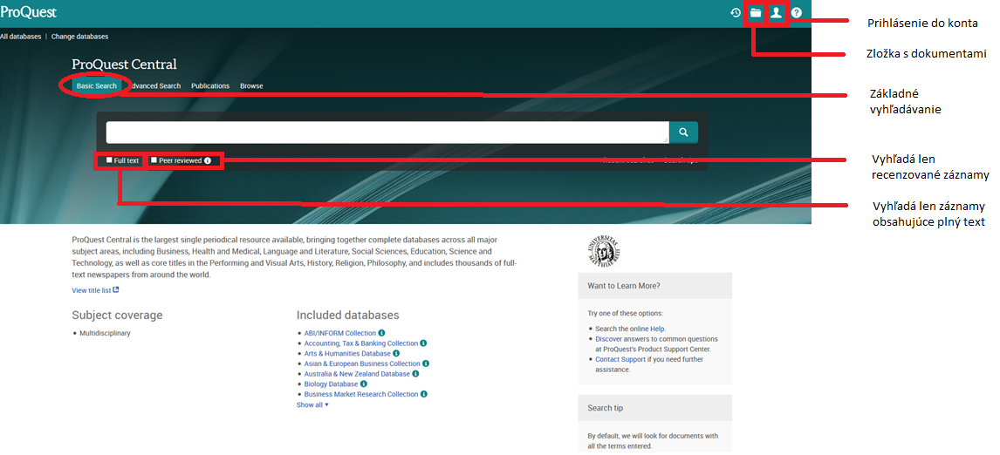 ProQuest
Prihlásenie do konta
All databases | Change databases
Zložka s dokumentami
ProQuest Central
Basic Search Advanced Search Publications Browse
Základné
vyhľadávanie
Full text Peer reviewed
Vyhľadá len
recenzované záznamy
Vyhľadá len záznamy
obsahujúce plný text
ProQuest Central is the largest single periodical resource available, bringing together complete databases across all major
subject areas, including Business, Health and Medical, Language and Literature, Social Sciences, Education, Science and
Technology, as well as core titles in the Performing and Visual Arts, History, Religion, Philosophy, and includes thousands of full-
text newspapers from around the world.
View title list
Subject coverage
• Multidisciplinary
Included databases
• ABI/INFORM Collection
• Accounting, Tax & Banking Collection
• Arts & Humanities Database
• Asian & European Business Collection
• Australia & New Zealand Database
• Biology Database
• Business Market Research Collection
Show all
UNIVERSITAS
MATTHIAE BELII
Want to Learn More?
Try one of these options:
• Search the online Help.
• Discover answers to common questions
at ProQuest's Product Support Center.
• Contact Support if you need further
assistance.
Search tip
By default, we will look for documents with
all the terms entered.